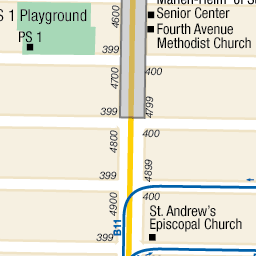 Senior Center
Fourth Avenue
Methodist Church
S 1 Playground
PS 1
4600
399
400
4700
4799
399
400
4800
4899
399
400
4900
B11
399
St. Andrew's
Episcopal Church